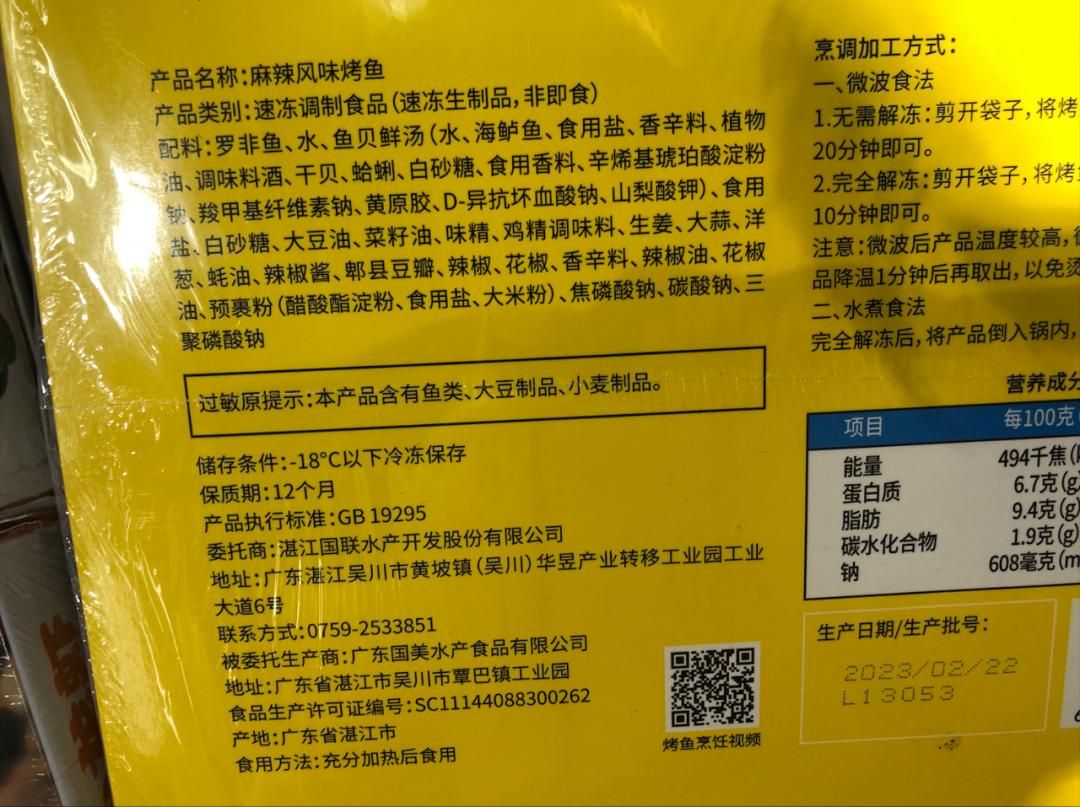 产品名称:麻辣风味烤鱼
产品类别:速冻调制食品(速冻生制品,非即食)
配料:罗非鱼、水、鱼贝鲜汤(水、海鲈鱼、食用盐、香辛料、植物
油、调味料酒、干贝、蛤蜊、白砂糖、食用香料、辛烯基琥珀酸淀粉
钠、羧甲基纤维素钠、黄原胶、D-异抗坏血酸钠、山梨酸钾)、食用
盐、白砂糖、大豆油、菜籽油、味精、鸡精调味料、生姜、大蒜、洋
葱、蚝油、辣椒酱、郫县豆瓣、辣椒、花椒、香辛料、辣椒油、花椒
油、预裹粉(醋酸酯淀粉、食用盐、大米粉)、焦磷酸钠、碳酸钠、三
聚磷酸钠
过敏原提示:本产品含有鱼类、大豆制品、小麦制品。
储存条件:-18°C以下冷冻保存
保质期:12个月
产品执行标准:GB 19295
委托商:湛江国联水产开发股份有限公司
地址:广东湛江吴川市黄坡镇(吴川)华昱产业转移工业园工业
大道6号
联系方式:0759-2533851
被委托生产商:广东国美水产食品有限公司
地址:广东省湛江市吴川市覃巴镇工业园
食品生产许可证编号:SC11144088300262
产地:广东省湛江市
食用方法:充分加热后食用
烤鱼烹饪视频
烹调加工方式:
一、微波食法
1.无需解冻:剪开袋子,将烤
20分钟即可。
2.完全解冻:剪开袋子,将烤
10分钟即可。
注意:微波后产品温度较高,
品降温1分钟后再取出,以免烫
二、水煮食法
完全解冻后,将产品倒入锅内,
营养成分
项目 每100克
能量 494千焦(
蛋白质 6.7克(g)
脂肪 9.4克(g)
碳水化合物 1.9克(g)
钠 608毫克(m
生产日期/生产批号:
2023/02/22
L13053